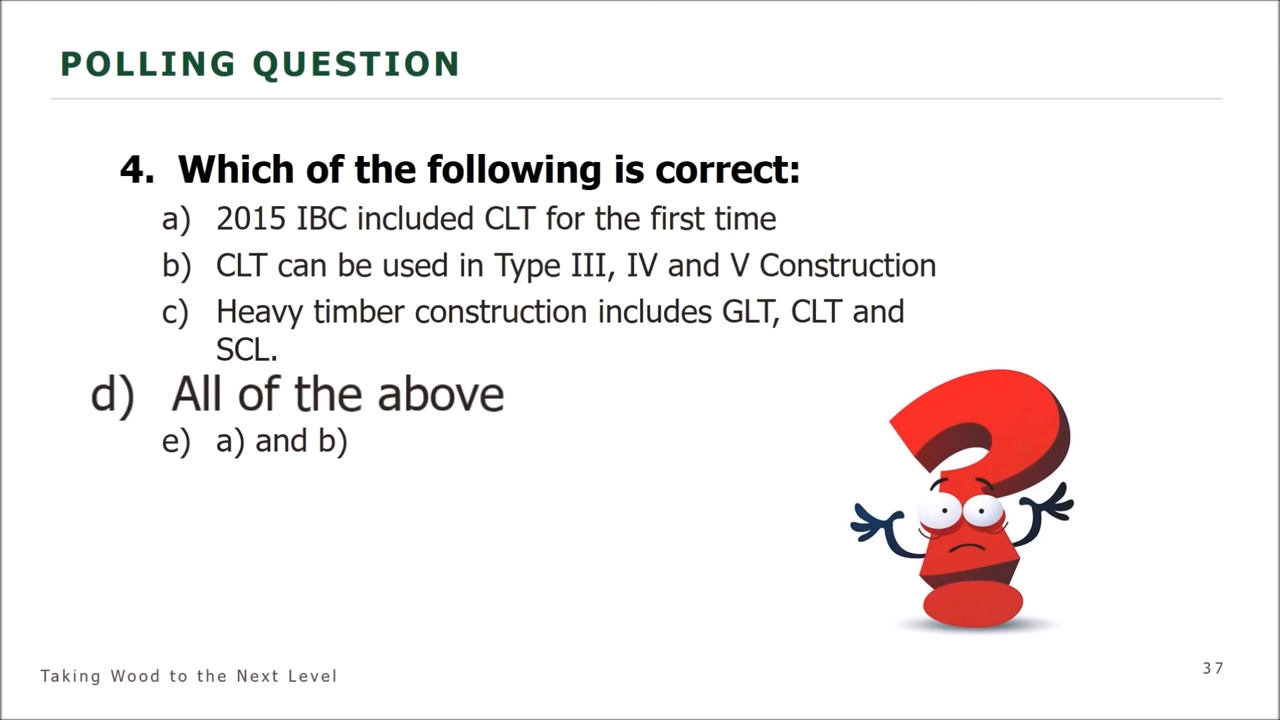 POLLING QUESTION
4. Which of the following is correct:
a) 2015 IBC included CLT for the first time
b) CLT can be used in Type III, IV and V Construction
c) Heavy timber construction includes GLT, CLT and
SCL.
d) All of the above
e) a) and b)
Taking Wood to the Next Level
37